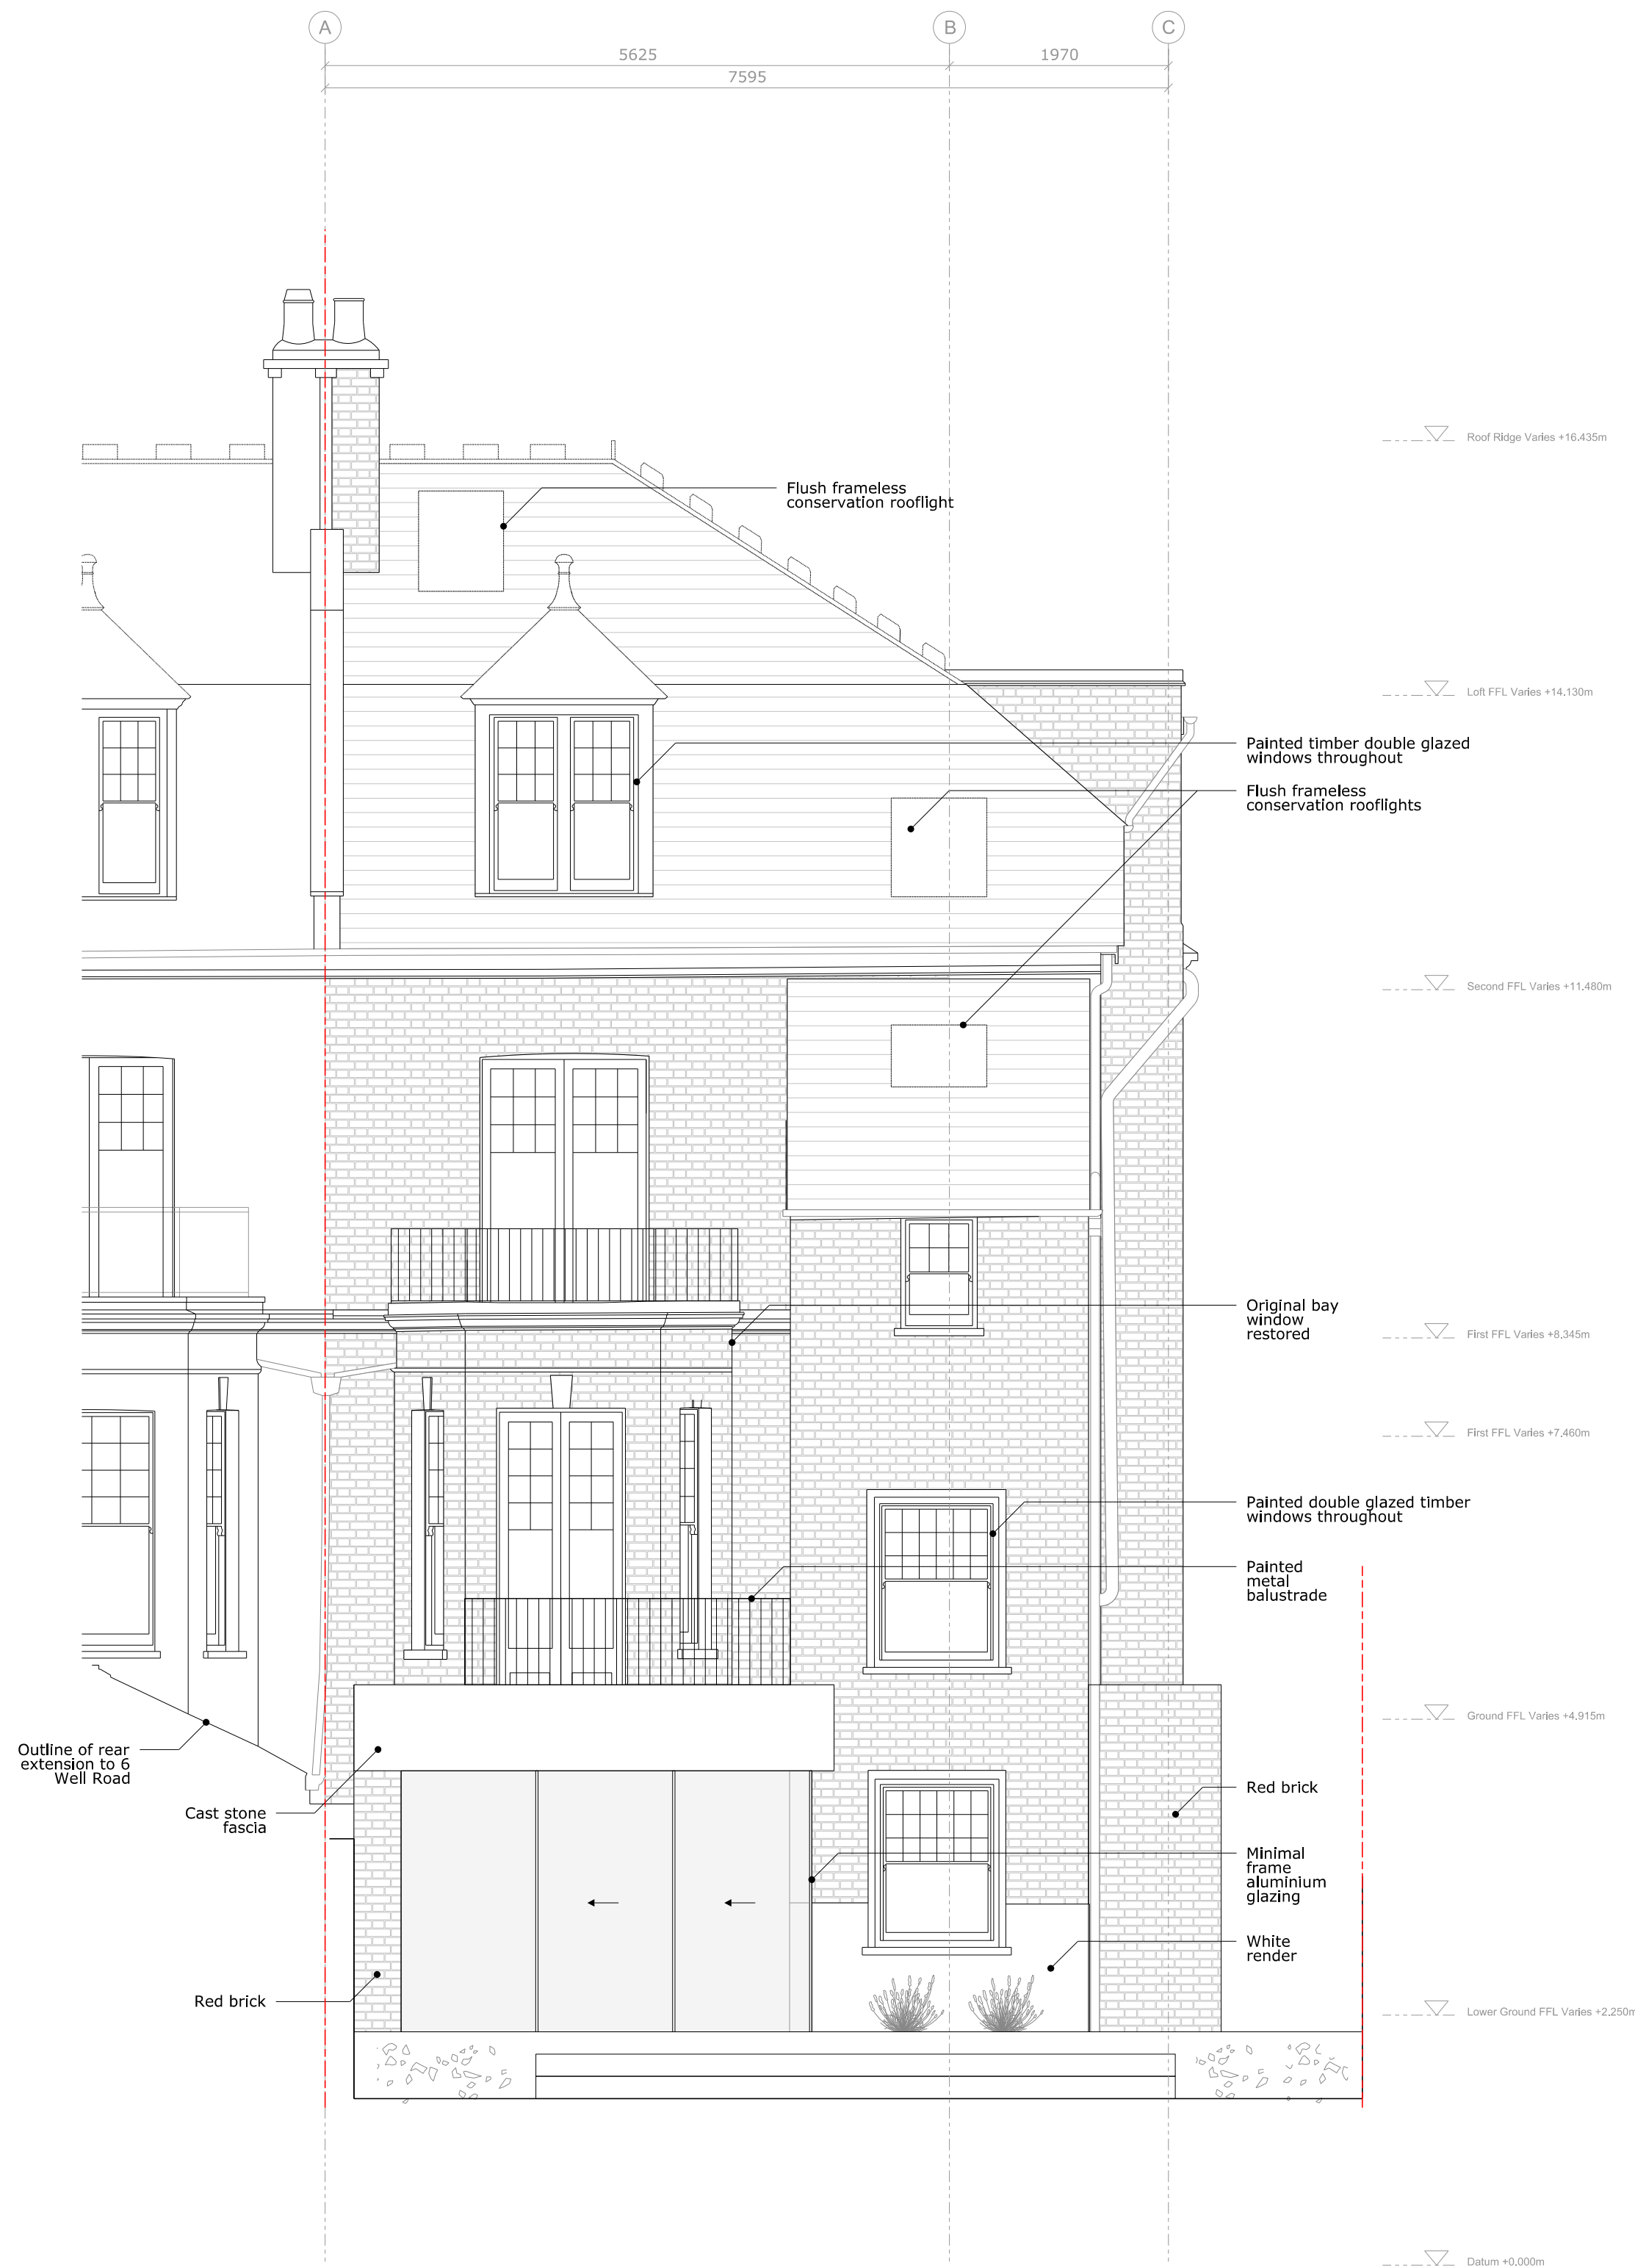 A
B
C
5625
1970
7595
Roof Ridge Varies +16.435m
Flush frameless
conservation rooflight
Loft FFL Varies +14.130m
Painted timber double glazed
windows throughout
Flush frameless
conservation rooflights
Second FFL Varies +11.480m
Original bay
window
restored
First FFL Varies +8.345m
First FFL Varies +7.460m
Painted double glazed timber
windows throughout
Painted
metal
balustrade
Ground FFL Varies +4.915m
Outline of rear
extension to 6
Well Road
Red brick
Cast stone
fascia
Minimal
frame
aluminium
glazing
White
render
Red brick
Lower Ground FFL Varies +2.250m
Datum +0.000m